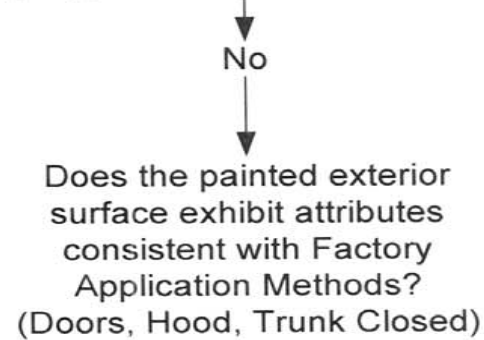 No
Does the painted exterior
surface exhibit attributes
consistent with Factory
Application Methods?
(Doors, Hood, Trunk Closed)